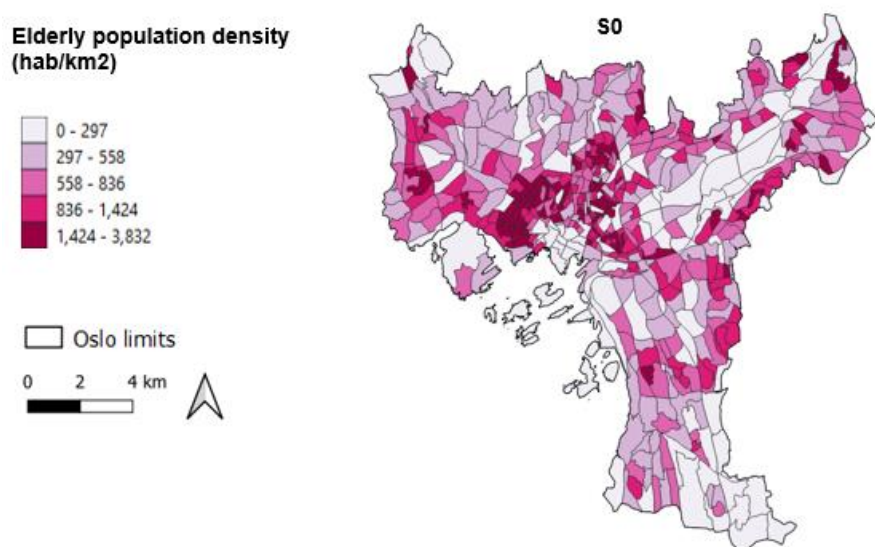 Elderly population density
(hab/km2)
S0
0 - 297
297 - 558
558 - 836
836 - 1,424
1,424 - 3,832
Oslo limits
0 2 4 km